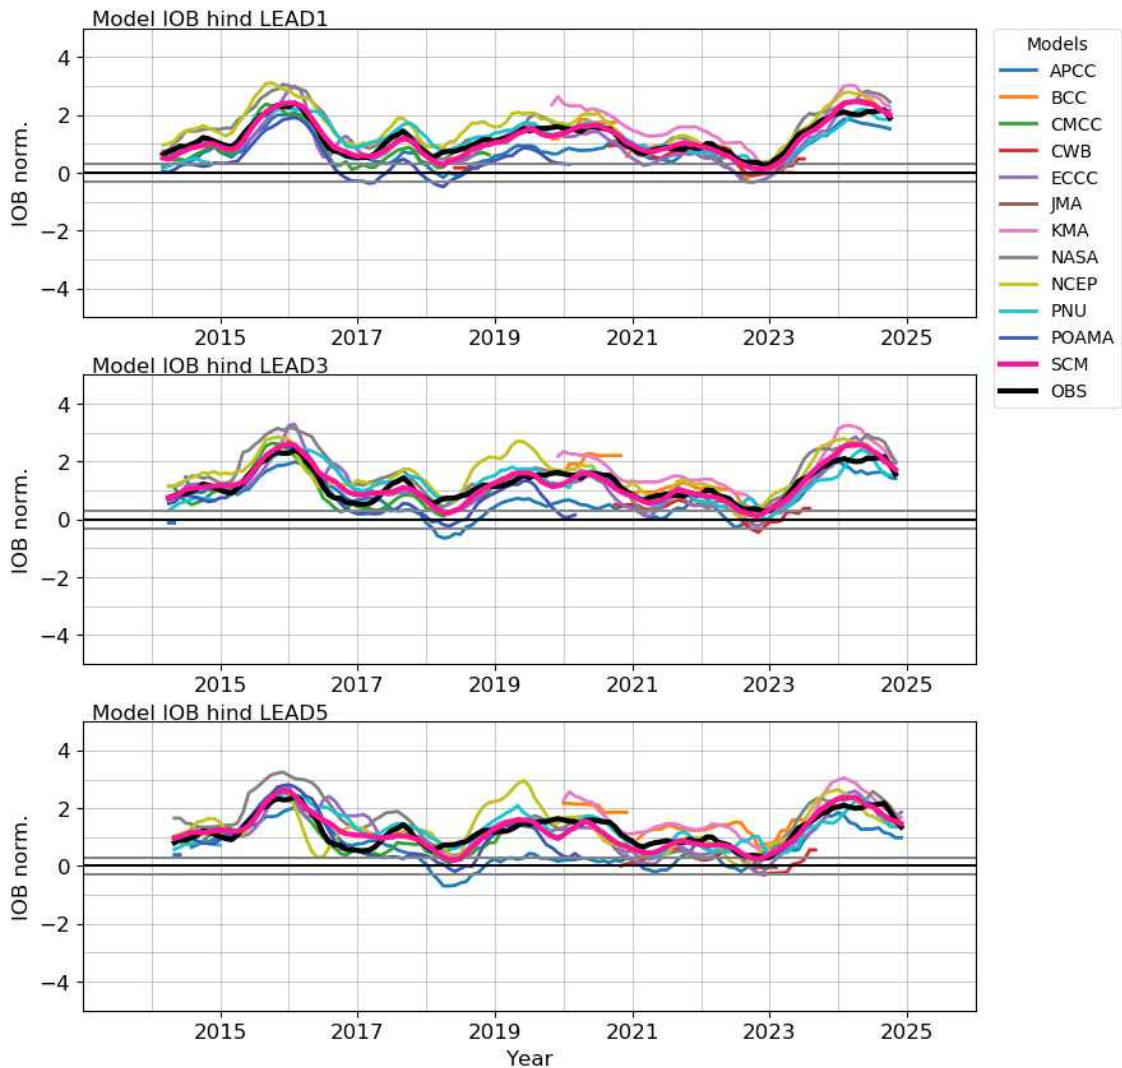 Model IOB hind LEAD1
IOB norm.
4
2
0
−2
−4
2015 2017 2019 2021 2023 2025
Models
APCC
BCC
CMCC
CWB
ECCC
JMA
KMA
NASA
NCEP
PNU
POAMA
SCM
OBS
Model IOB hind LEAD3
IOB norm.
4
2
0
−2
−4
2015 2017 2019 2021 2023 2025
Model IOB hind LEAD5
IOB norm.
4
2
0
−2
−4
2015 2017 2019 2021 2023 2025
Year